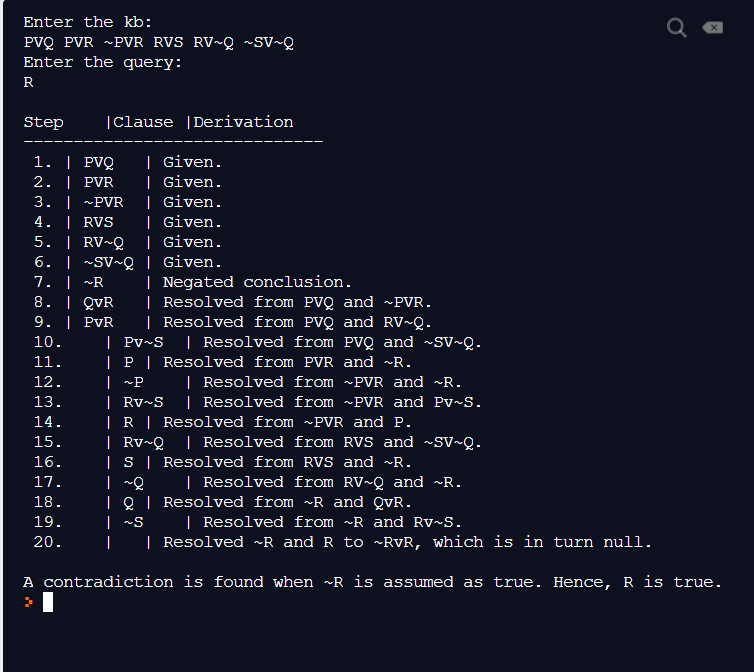 Enter the kb:
PVQ PVR ~PVR RVS RV~Q ~SV~Q
Enter the query:
R
Step    |Clause |Derivation
------------------------------
 1. | PVQ   | Given.
 2. | PVR   | Given.
 3. | ~PVR  | Given.
 4. | RVS   | Given.
 5. | RV~Q  | Given.
 6. | ~SV~Q | Given.
 7. | ~R    | Negated conclusion.
 8. | QvR   | Resolved from PVQ and ~PVR.
 9. | PvR   | Resolved from PVQ and RV~Q.
 10.    | Pv~S  | Resolved from PVQ and ~SV~Q.
 11.    | P | Resolved from PVR and ~R.
 12.    | ~P    | Resolved from ~PVR and ~R.
 13.    | Rv~S  | Resolved from ~PVR and Pv~S.
 14.    | R | Resolved from ~PVR and P.
 15.    | Rv~Q  | Resolved from RVS and ~SV~Q.
 16.    | S | Resolved from RVS and ~R.
 17.    | ~Q    | Resolved from RV~Q and ~R.
 18.    | Q | Resolved from ~R and QvR.
 19.    | ~S    | Resolved from ~R and Rv~S.
 20.    |   | Resolved ~R and R to ~RvR, which is in turn null.
A contradiction is found when ~R is assumed as true. Hence, R is true.
>